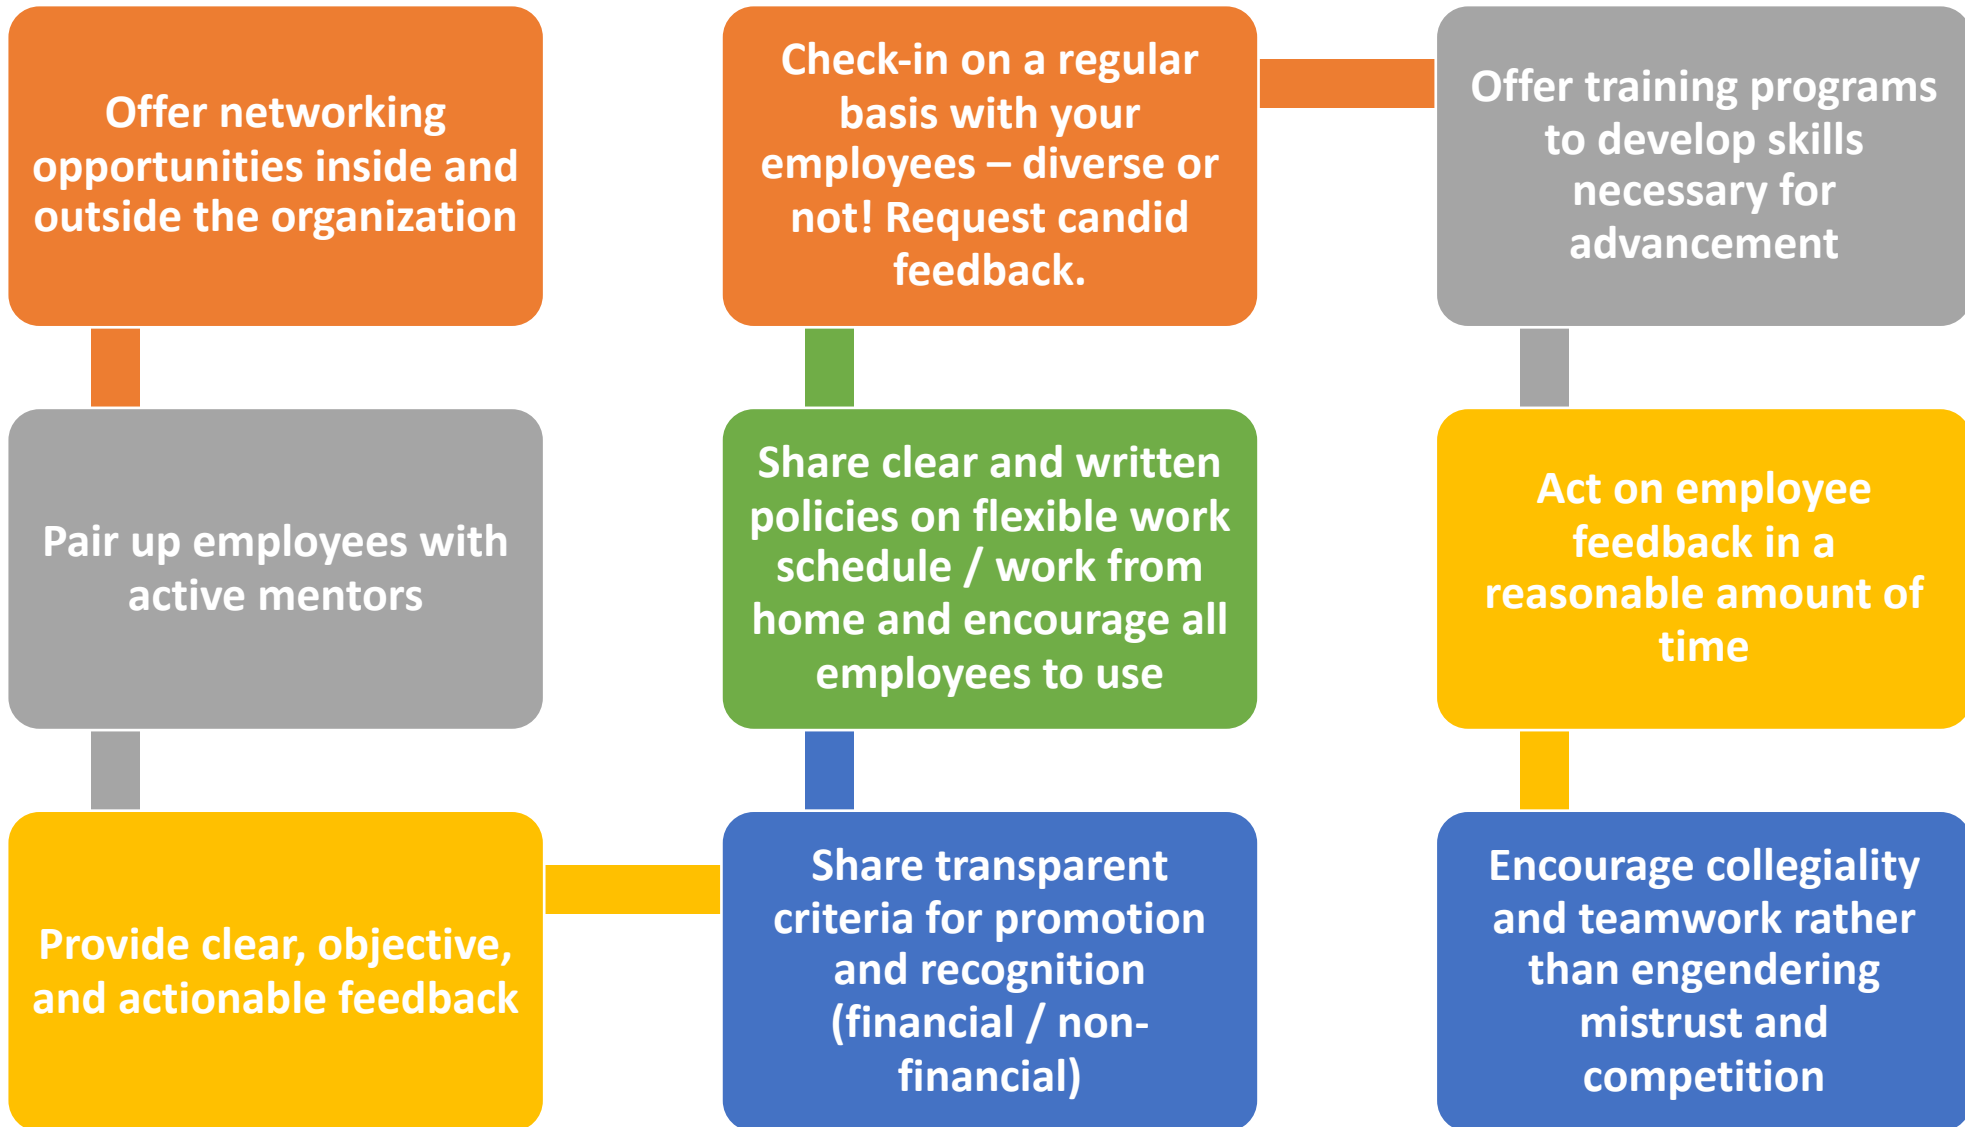 Offer networking
opportunities inside and
outside the organization
Pair up employees with
active mentors
Provide clear, objective,
and actionable feedback
Share transparent
criteria for promotion
and recognition
(financial / non-
financial)
Share clear and written
policies on flexible work
schedule / work from
home and encourage all
employees to use
Check-in on a regular
basis with your
employees – diverse or
not! Request candid
feedback.
Offer training programs
to develop skills
necessary for
advancement
Act on employee
feedback in a
reasonable amount of
time
Encourage collegiality
and teamwork rather
than engendering
mistrust and
competition